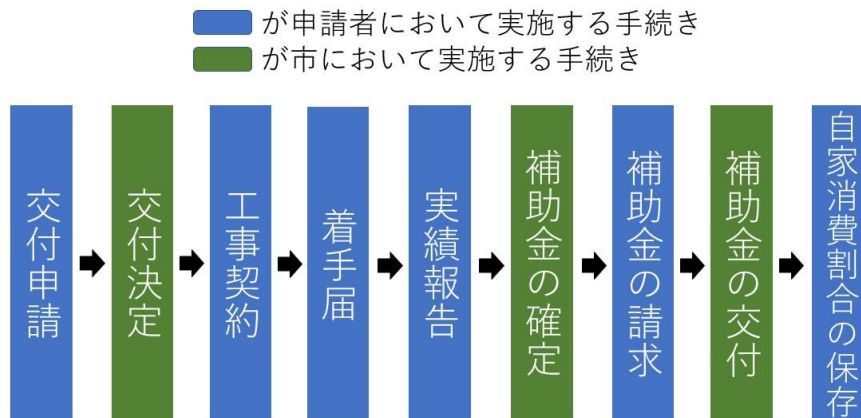 が申請者において実施する手続き
が市において実施する手続き
交付申請
交付決定
工事契約
着手届
実績報告
補助金の確定
補助金の請求
補助金の交付
自家消費割合の保存